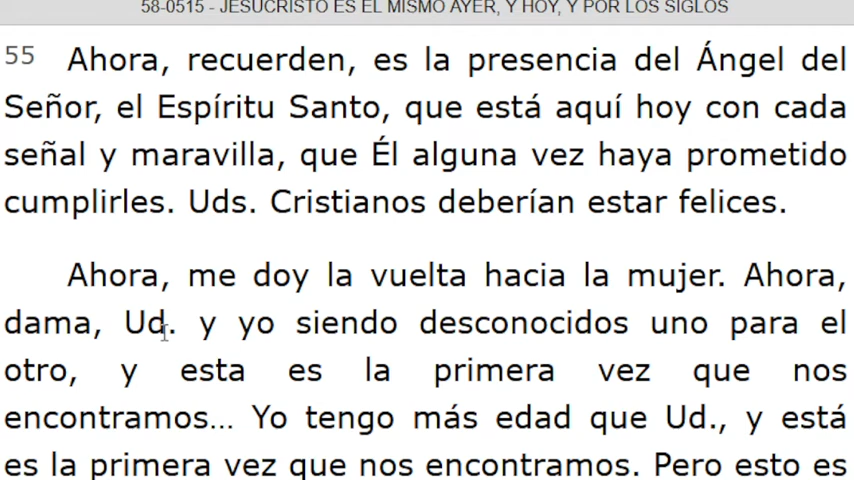 58-0515 - JESUCRISTO ES EL MISMO AYER, Y HOY, Y POR LOS SIGLOS
55 Ahora, recuerden, es la presencia del Ángel del
Señor, el Espíritu Santo, que está aquí hoy con cada
señal y maravilla, que Él alguna vez haya prometido
cumplirles. Uds. Cristianos deberían estar felices.
Ahora, me doy la vuelta hacia la mujer. Ahora,
dama, Ud. y yo siendo desconocidos uno para el
otro, y esta es la primera vez que nos
encontramos... Yo tengo más edad que Ud., y está
es la primera vez que nos encontramos. Pero esto es